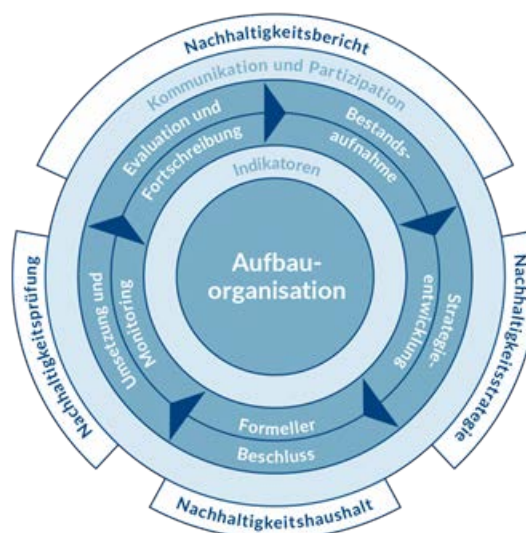 Nachhaltigkeitsbericht
Kommunikation und Partizipation
Evaluation und
Fortschreibung
Bestands-
aufnahme
Indikatoren
Aufbau-
organisation
Strategie-
entwicklung
Umsetzung und
Monitoring
Formeller
Beschluss
Nachhaltigkeitsprüfung
Nachhaltigkeitsstrategie
Nachhaltigkeitshaushalt